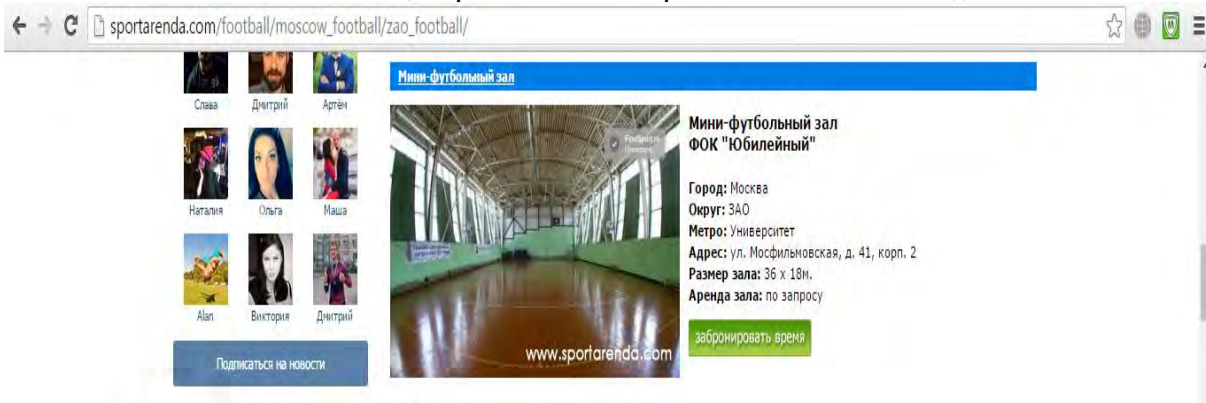 sportarenda.com/football/moscow_football/zao_football/
Слава
Дмитрий
Артём
Наталия
Ольга
Маша
Alan
Виктория
Дмитрий
Подписаться на новости
Мини-футбольный зал
www.sportarenda.com
Мини-футбольный зал
ФОК "Юбилейный"
Город: Москва
Округ: ЗАО
Метро: Университет
Адрес: ул. Мосфильмовская, д. 41, корп. 2
Размер зала: 36 х 18м.
Аренда зала: по запросу
забронировать время